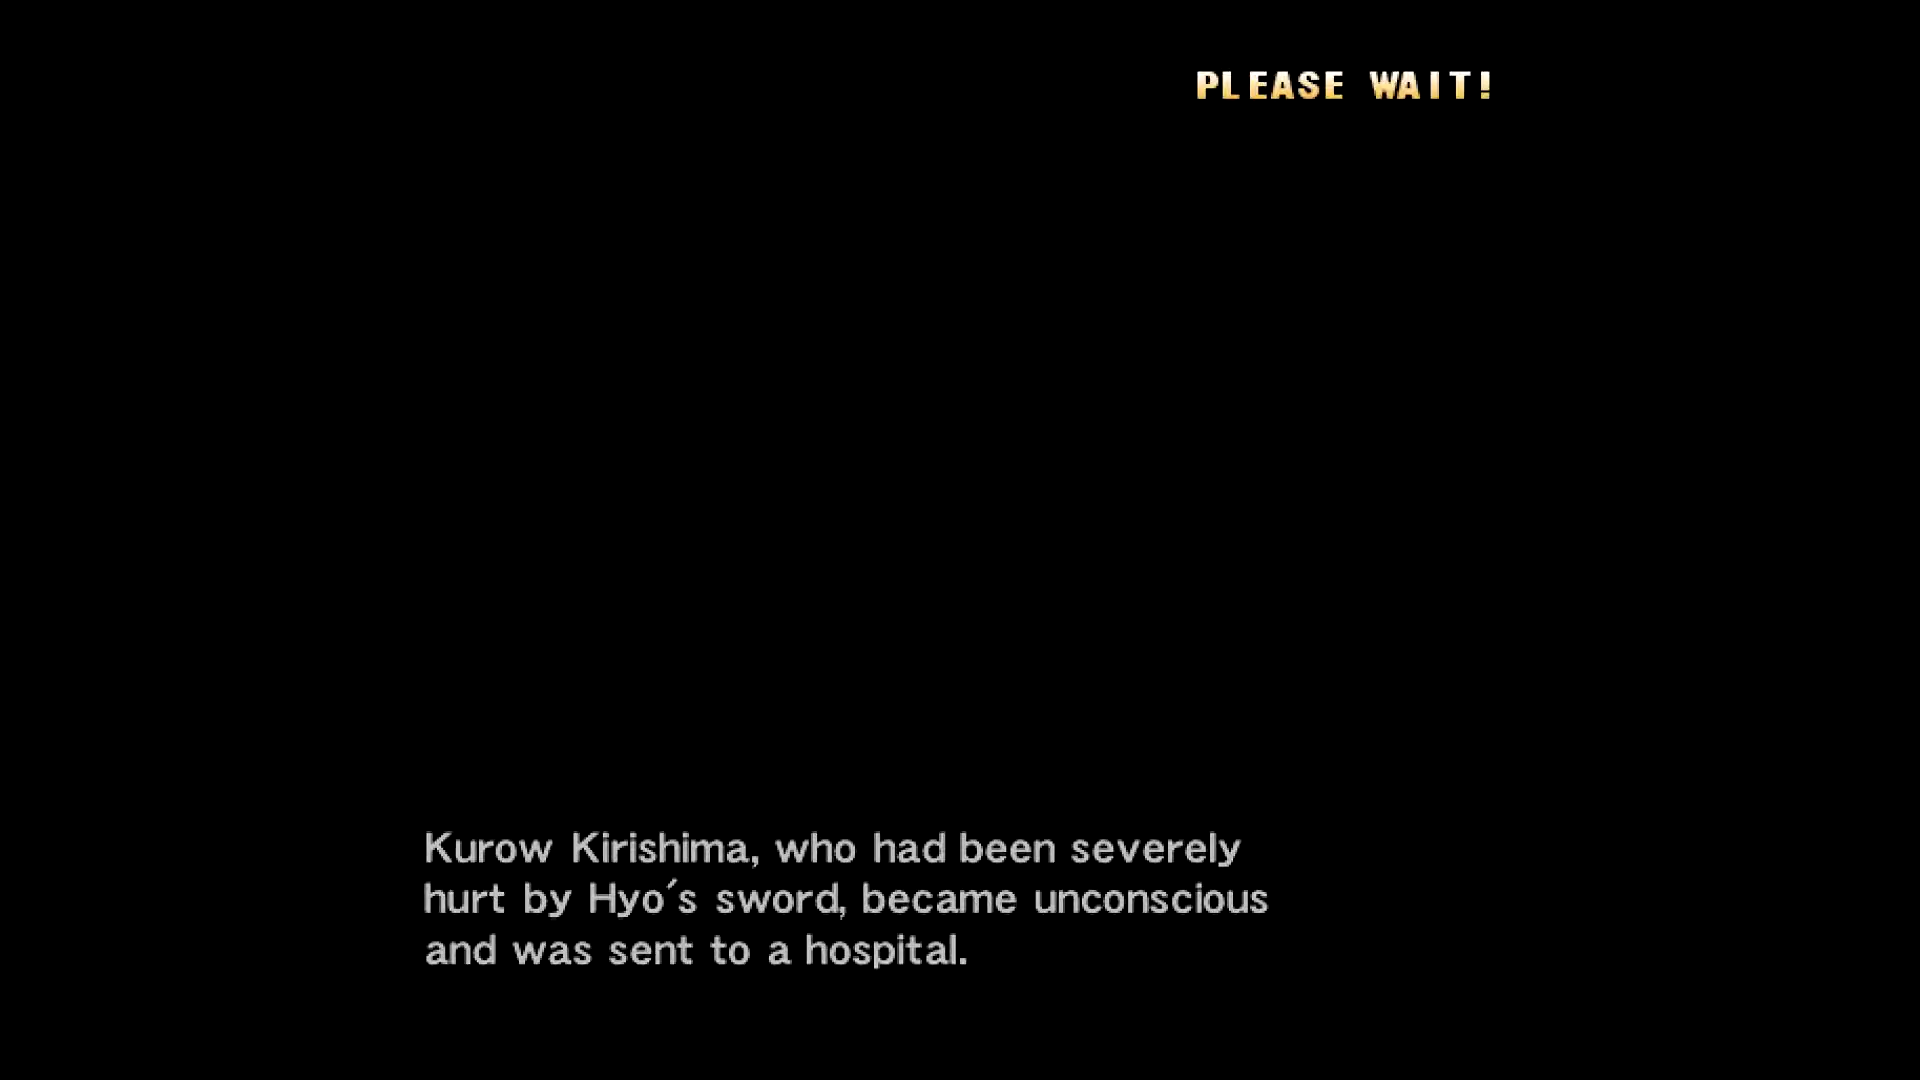 PLEASE WAIT!
Kurow Kirishima, who had been severely
hurt by Hyo´s sword, became unconscious
and was sent to a hospital.